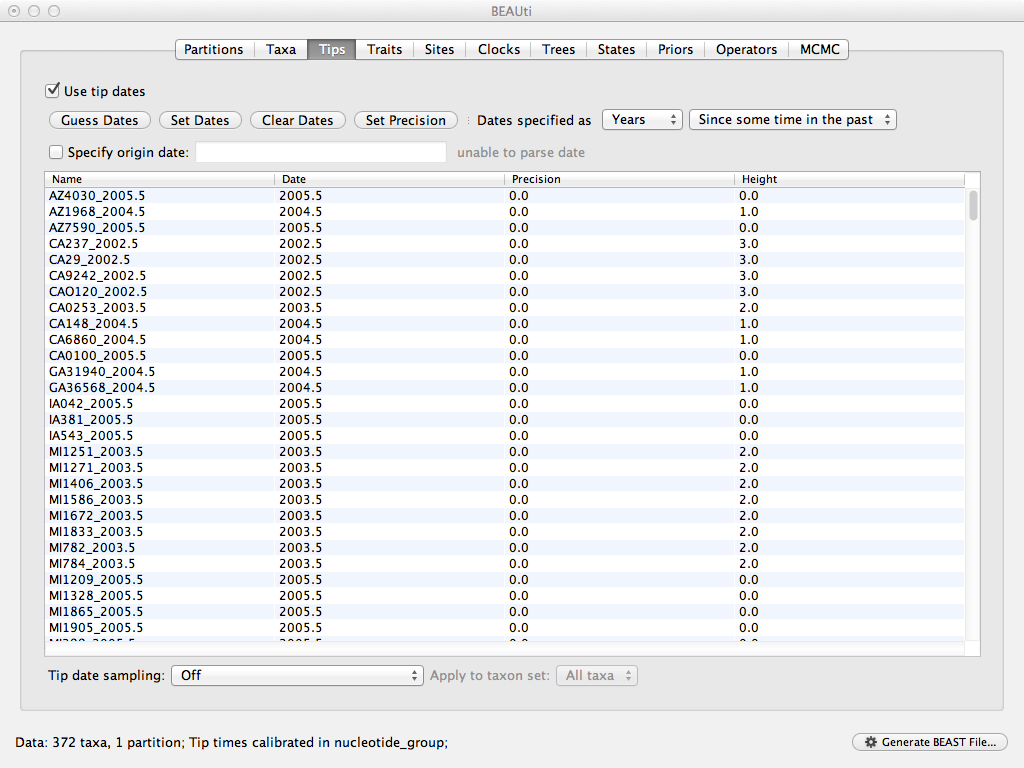 BEAUti
Partitions Taxa Tips Traits Sites Clocks Trees States Priors Operators MCMC
Use tip dates
Guess Dates Set Dates Clear Dates Set Precision Dates specified as Years Since some time in the past
Specify origin date: unable to parse date
Name Date Precision Height
AZ4030_2005.5 2005.5 0.0 0.0
AZ1968_2004.5 2004.5 0.0 1.0
AZ7590_2005.5 2005.5 0.0 0.0
CA237_2002.5 2002.5 0.0 3.0
CA29_2002.5 2002.5 0.0 3.0
CA9242_2002.5 2002.5 0.0 3.0
CAO120_2002.5 2002.5 0.0 3.0
CA0253_2003.5 2003.5 0.0 2.0
CA148_2004.5 2004.5 0.0 1.0
CA6860_2004.5 2004.5 0.0 1.0
CA0100_2005.5 2005.5 0.0 0.0
GA31940_2004.5 2004.5 0.0 1.0
GA36568_2004.5 2004.5 0.0 1.0
IA042_2005.5 2005.5 0.0 0.0
IA381_2005.5 2005.5 0.0 0.0
IA543_2005.5 2005.5 0.0 0.0
MI1251_2003.5 2003.5 0.0 2.0
MI1271_2003.5 2003.5 0.0 2.0
MI1406_2003.5 2003.5 0.0 2.0
MI1586_2003.5 2003.5 0.0 2.0
MI1672_2003.5 2003.5 0.0 2.0
MI1833_2003.5 2003.5 0.0 2.0
MI782_2003.5 2003.5 0.0 2.0
MI784_2003.5 2003.5 0.0 2.0
MI1209_2005.5 2005.5 0.0 0.0
MI1328_2005.5 2005.5 0.0 0.0
MI1865_2005.5 2005.5 0.0 0.0
MI1905_2005.5 2005.5 0.0 0.0
Tip date sampling: Off Apply to taxon set: All taxa
Data: 372 taxa, 1 partition; Tip times calibrated in nucleotide_group; Generate BEAST File...